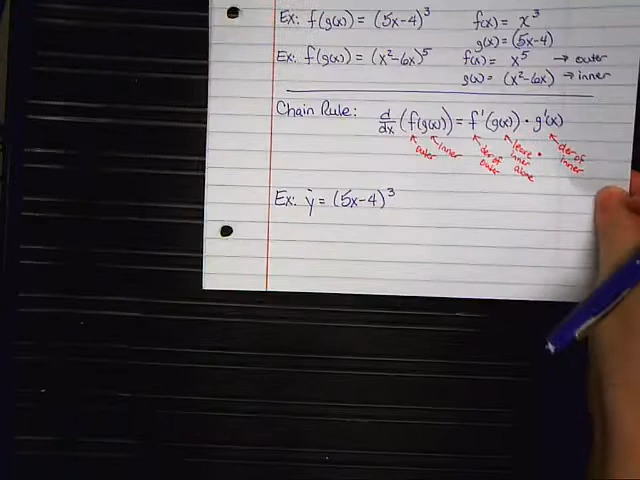 Ex: f(g(x)) = (5x-4)³ f(x) = x³
g(x) = (5x-4)
Ex: f(g(x)) = (x²-6x)⁵ f(x) = x⁵ → outer
g(x) = (x²-6x) → inner
Chain Rule: d/dx (f(g(x))) = f'(g(x)) · g'(x)
outer inner der of outer leave inner alone · der of inner
Ex: y = (5x-4)³